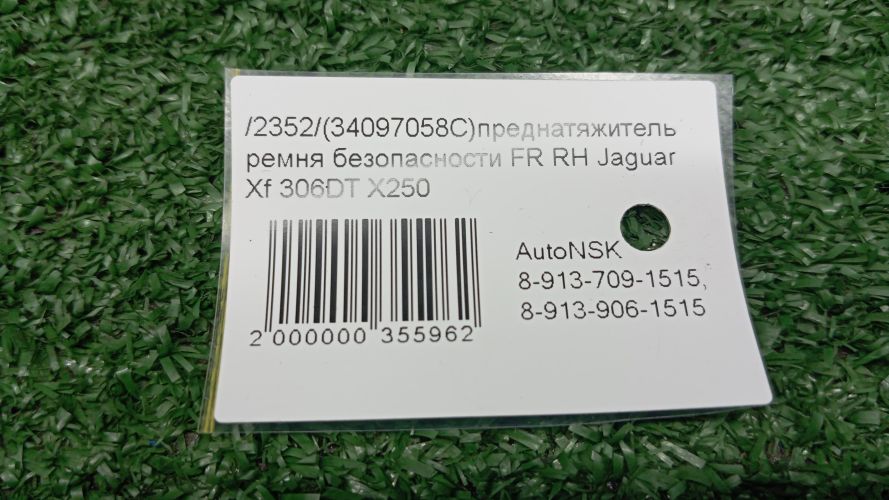 /2352/(34097058C)преднатяжитель
ремня безопасности FR RH Jaguar
Xf 306DT X250
AutoNSK
8-913-709-1515,
8-913-906-1515
2 000000 355962